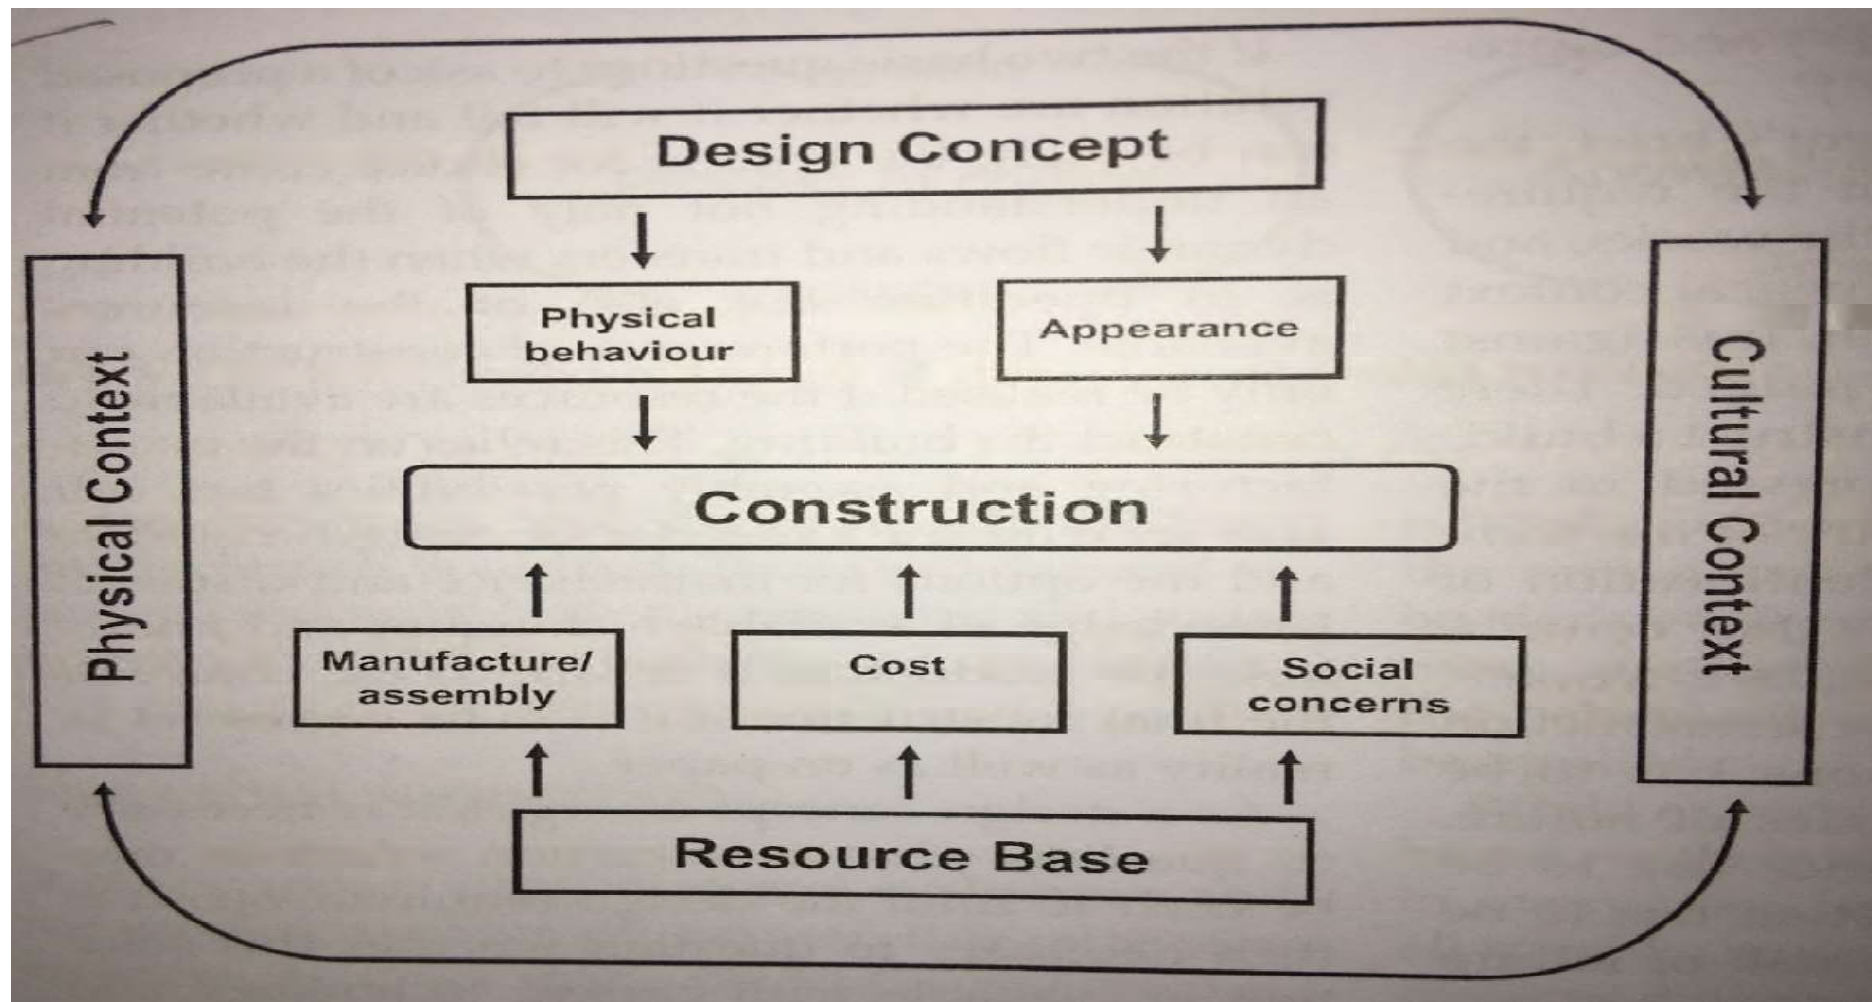 Design Concept
Physical
behaviour
Appearance
Physical Context
Cultural Context
Construction
Manufacture/
assembly
Cost
Social
concerns
Resource Base